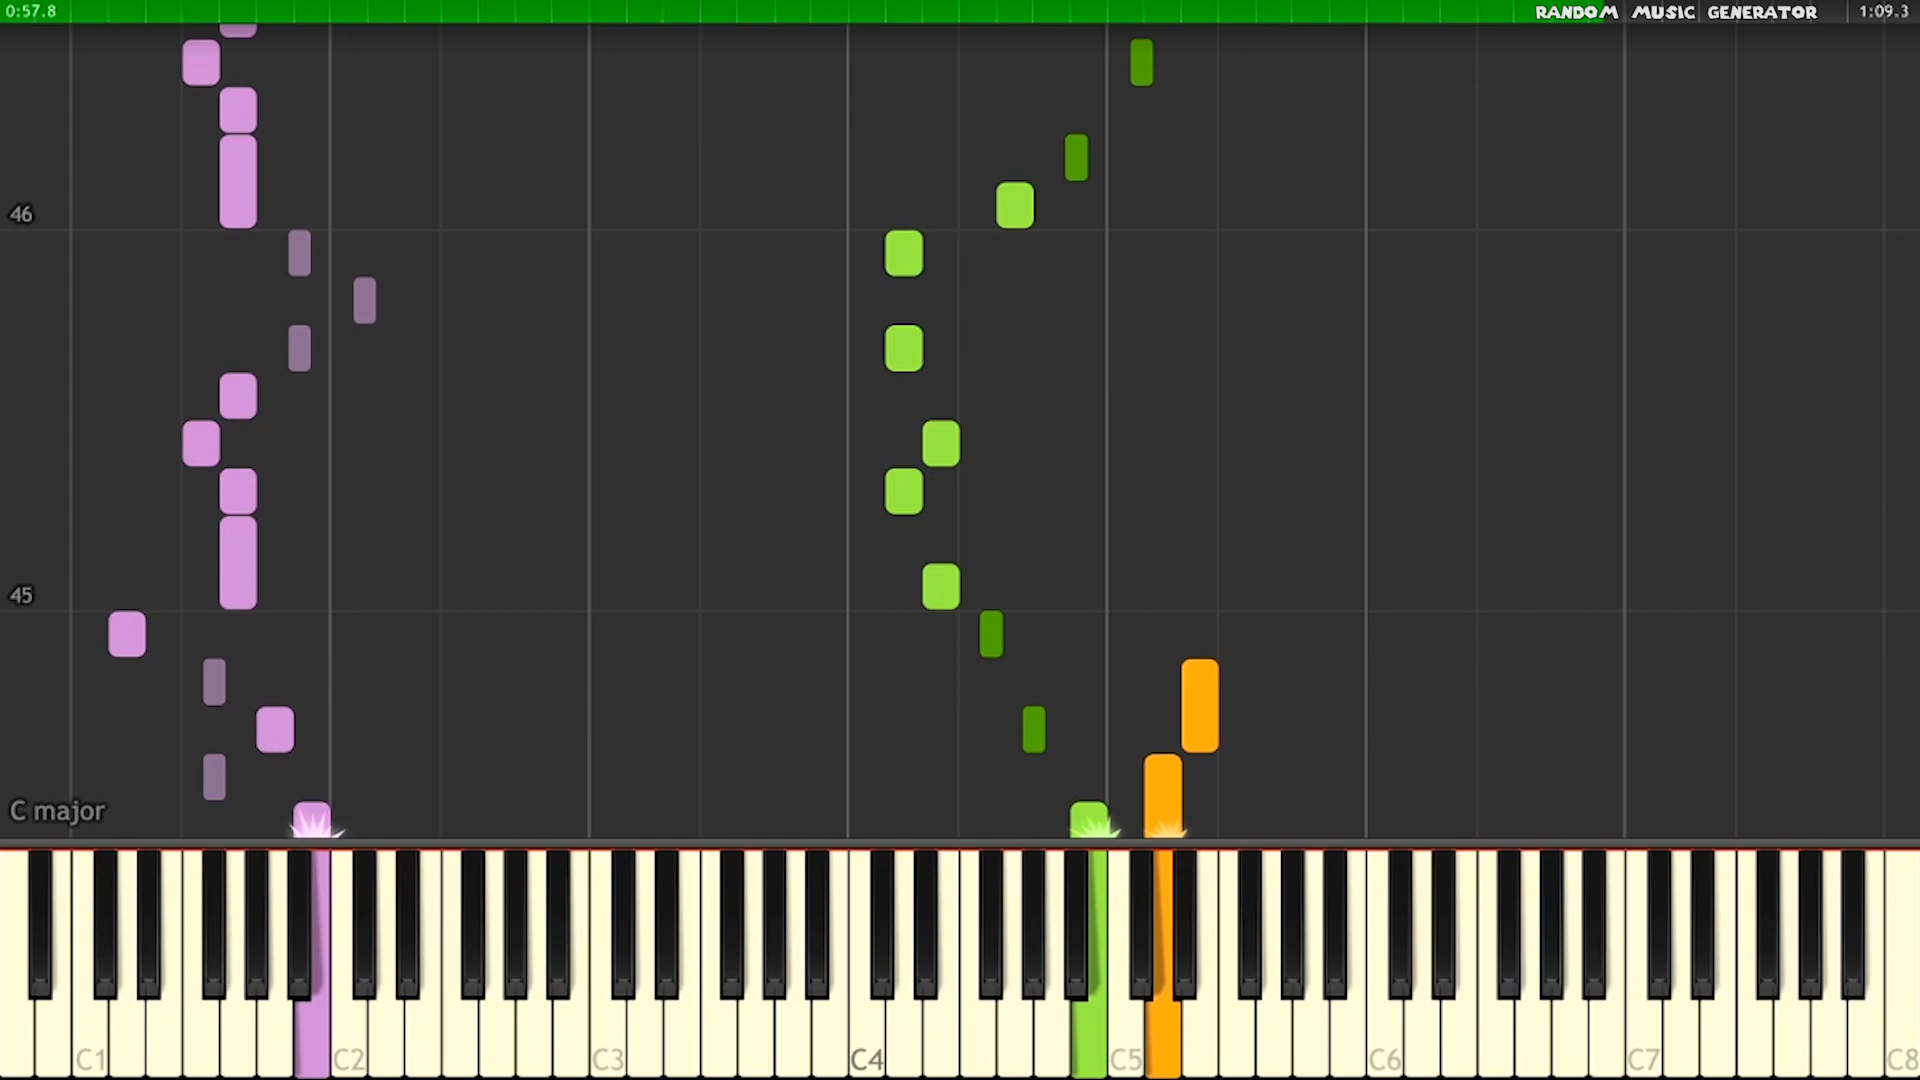 0:57.8 RANDOM MUSIC GENERATOR 1:09.3
46
45
C major
C1 C2 C3 C4 C5 C6 C7 C8